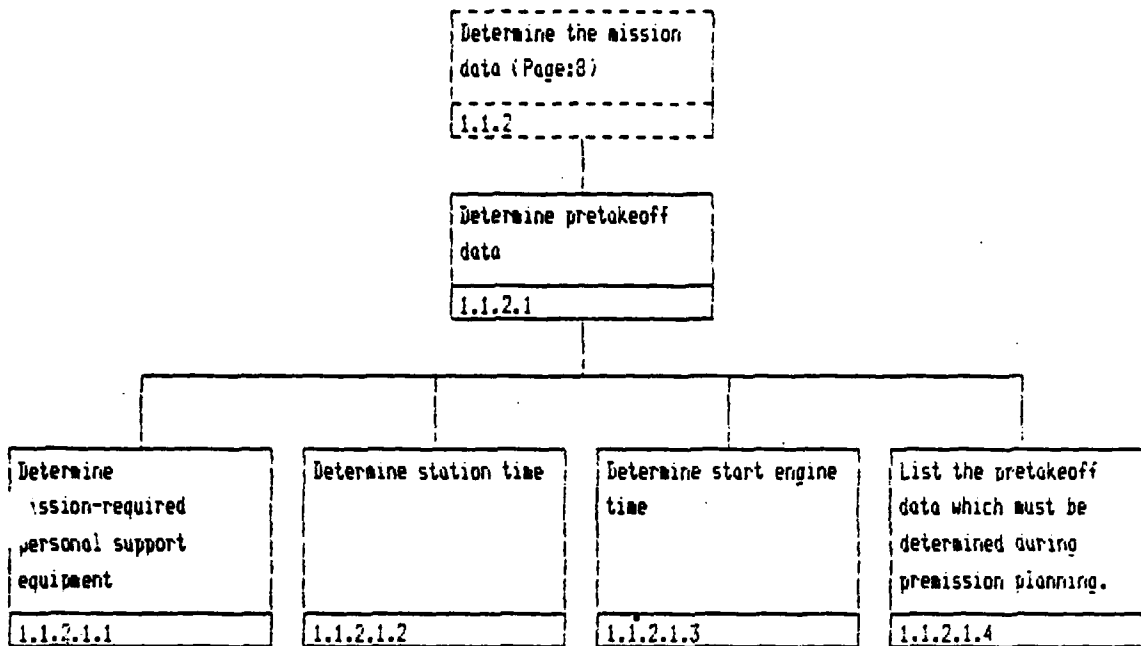 Determine the mission
data (Page:8)
1.1.2
Determine pretakeoff
data
1.1.2.1
Determine
ission-required
personal support
equipment
1.1.2.1.1
Determine station time
1.1.2.1.2
Determine start engine
time
1.1.2.1.3
List the pretakeoff
data which must be
determined during
premission planning.
1.1.2.1.4